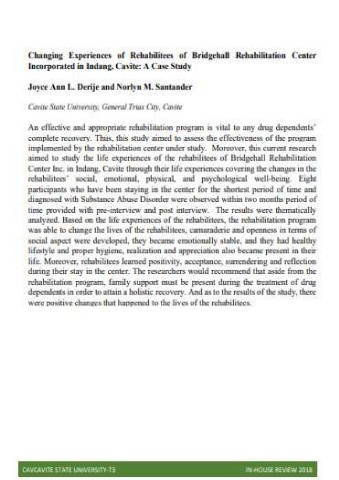 Changing Experiences of Rehabilitees of Bridgehall Rehabilitation Center
Incorporated in Indang, Cavite: A Case Study
Joyce Ann L. Derije and Norlyn M. Santander
Cavite State University, General Trias City, Cavite
An effective and appropriate rehabilitation program is vital to any drug dependents'
complete recovery. Thus, this study aimed to assess the effectiveness of the program
implemented by the rehabilitation center under study. Moreover, this current research
aimed to study the life experiences of the rehabilitees of Bridgehall Rehabilitation
Center Inc. in Indang, Cavite through their life experiences covering the changes in the
rehabilitees' social, emotional, physical, and psychological well-being. Eight
participants who have been staying in the center for the shortest period of time and
diagnosed with Substance Abuse Disorder were observed within two months period of
time provided with pre-interview and post interview. The results were thematically
analyzed. Based on the life experiences of the rehabilitees, the rehabilitation program
was able to change the lives of the rehabilitees, camaraderie and openness in terms of
social aspect were developed, they became emotionally stable, and they had healthy
lifestyle and proper hygiene, realization and appreciation also became present in their
life. Moreover, rehabilitees learned positivity, acceptance, surrendering and reflection
during their stay in the center. The researchers would recommend that aside from the
rehabilitation program, family support must be present during the treatment of drug
dependents in order to attain a holistic recovery. And as to the results of the study, there
were positive changes that happened to the lives of the rehabilitees.
CAVCAVITE STATE UNIVERSITY-T3 IN-HOUSE REVIEW 2018